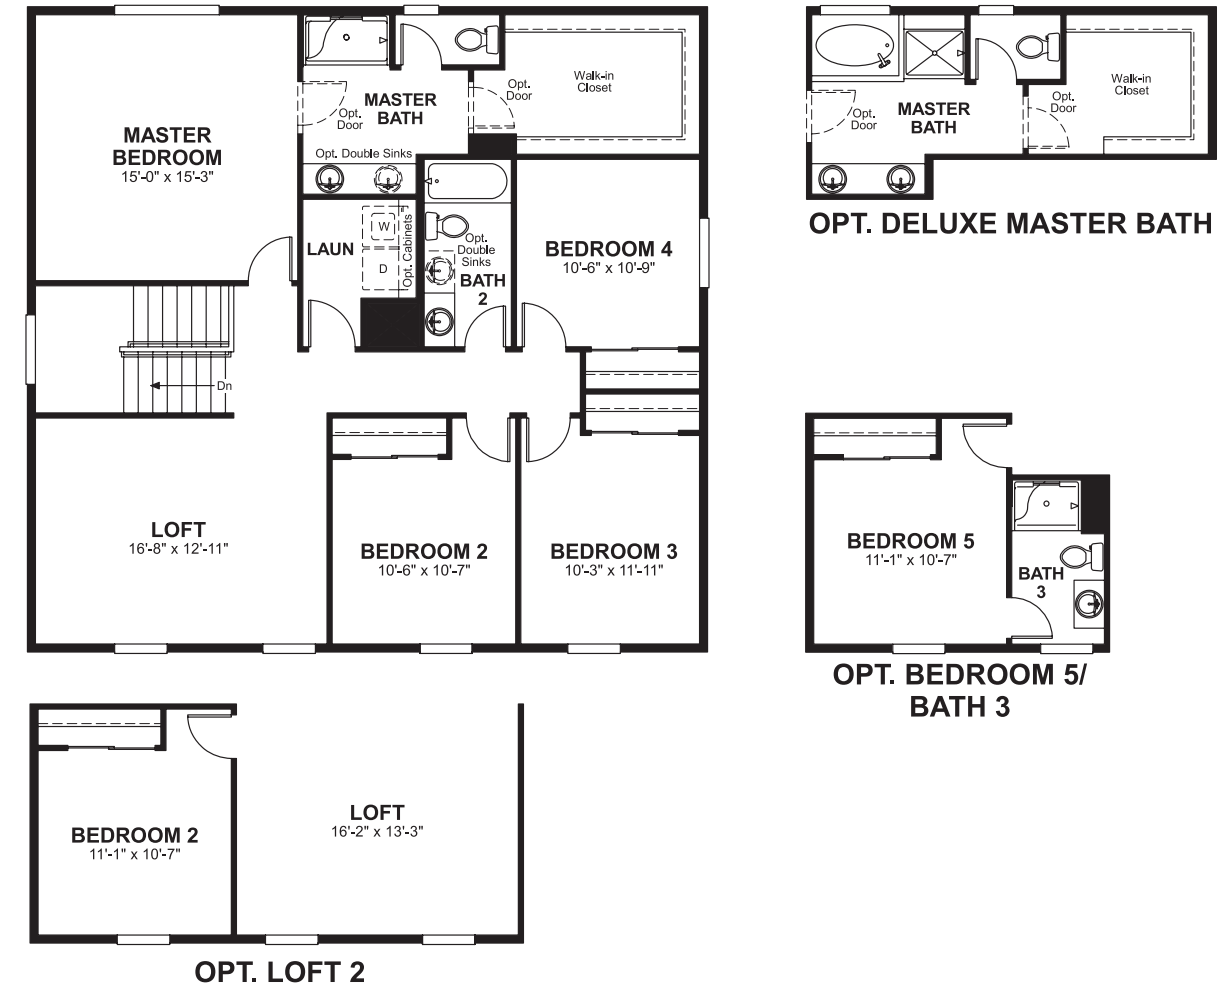 MASTER
BEDROOM
15'-0" x 15'-3"
Opt.
Door
MASTER
BATH
Opt. Double Sinks
Opt.
Door
Walk-in
Closet
LAUN
W
D
Opt. Cabinets
Opt.
Double
Sinks
BATH
2
BEDROOM 4
10'-6" x 10'-9"
Dn
LOFT
16'-8" x 12'-11"
BEDROOM 2
10'-6" x 10'-7"
BEDROOM 3
10'-3" x 11'-11"
Opt.
Door
MASTER
BATH
Opt.
Door
Walk-in
Closet
OPT. DELUXE MASTER BATH
BEDROOM 5
11'-1" x 10'-7"
BATH
3
OPT. BEDROOM 5/
BATH 3
BEDROOM 2
11'-1" x 10'-7"
LOFT
16'-2" x 13'-3"
OPT. LOFT 2